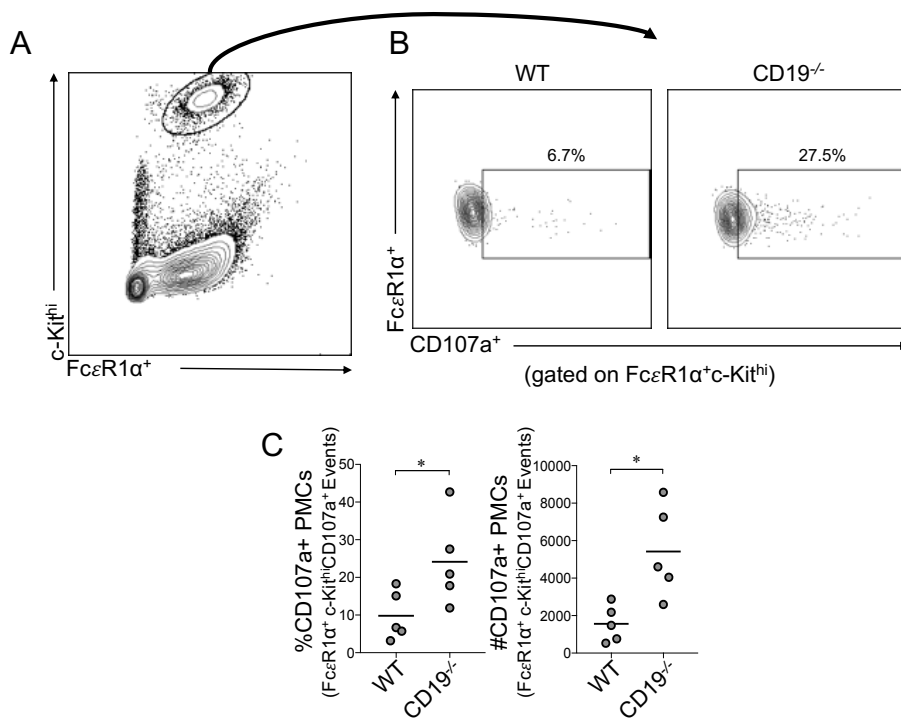 A
c-Kitʰⁱ
FcεR1α⁺
B
WT
CD19⁻/⁻
6.7%
27.5%
FcεR1α⁺
CD107a⁺
(gated on FcεR1α⁺c-Kitʰⁱ)
C
%CD107a+ PMCs
(FcεR1α⁺ c-KitʰⁱCD107a⁺ Events)
50
40
30
20
10
0
*
WT
CD19⁻/⁻
#CD107a+ PMCs
(FcεR1α⁺ c-KitʰⁱCD107a⁺ Events)
10000
8000
6000
4000
2000
0
*
WT
CD19⁻/⁻